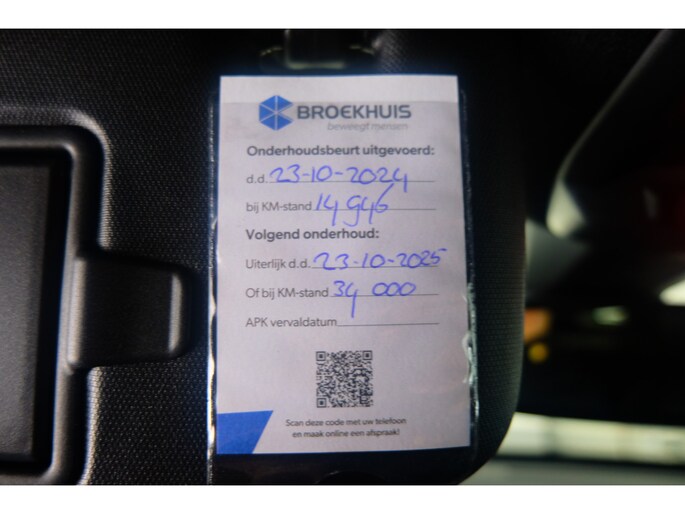 BROEKHUIS
beweegt mensen
Onderhoudsbeurt uitgevoerd:
d.d. 23-10-2024
bij KM-stand 14 946
Volgend onderhoud:
Uiterlijk d.d. 23-10-2025
Of bij KM-stand 34 000
APK vervaldatum
Scan deze code met uw telefoon
en maak online een afspraak!